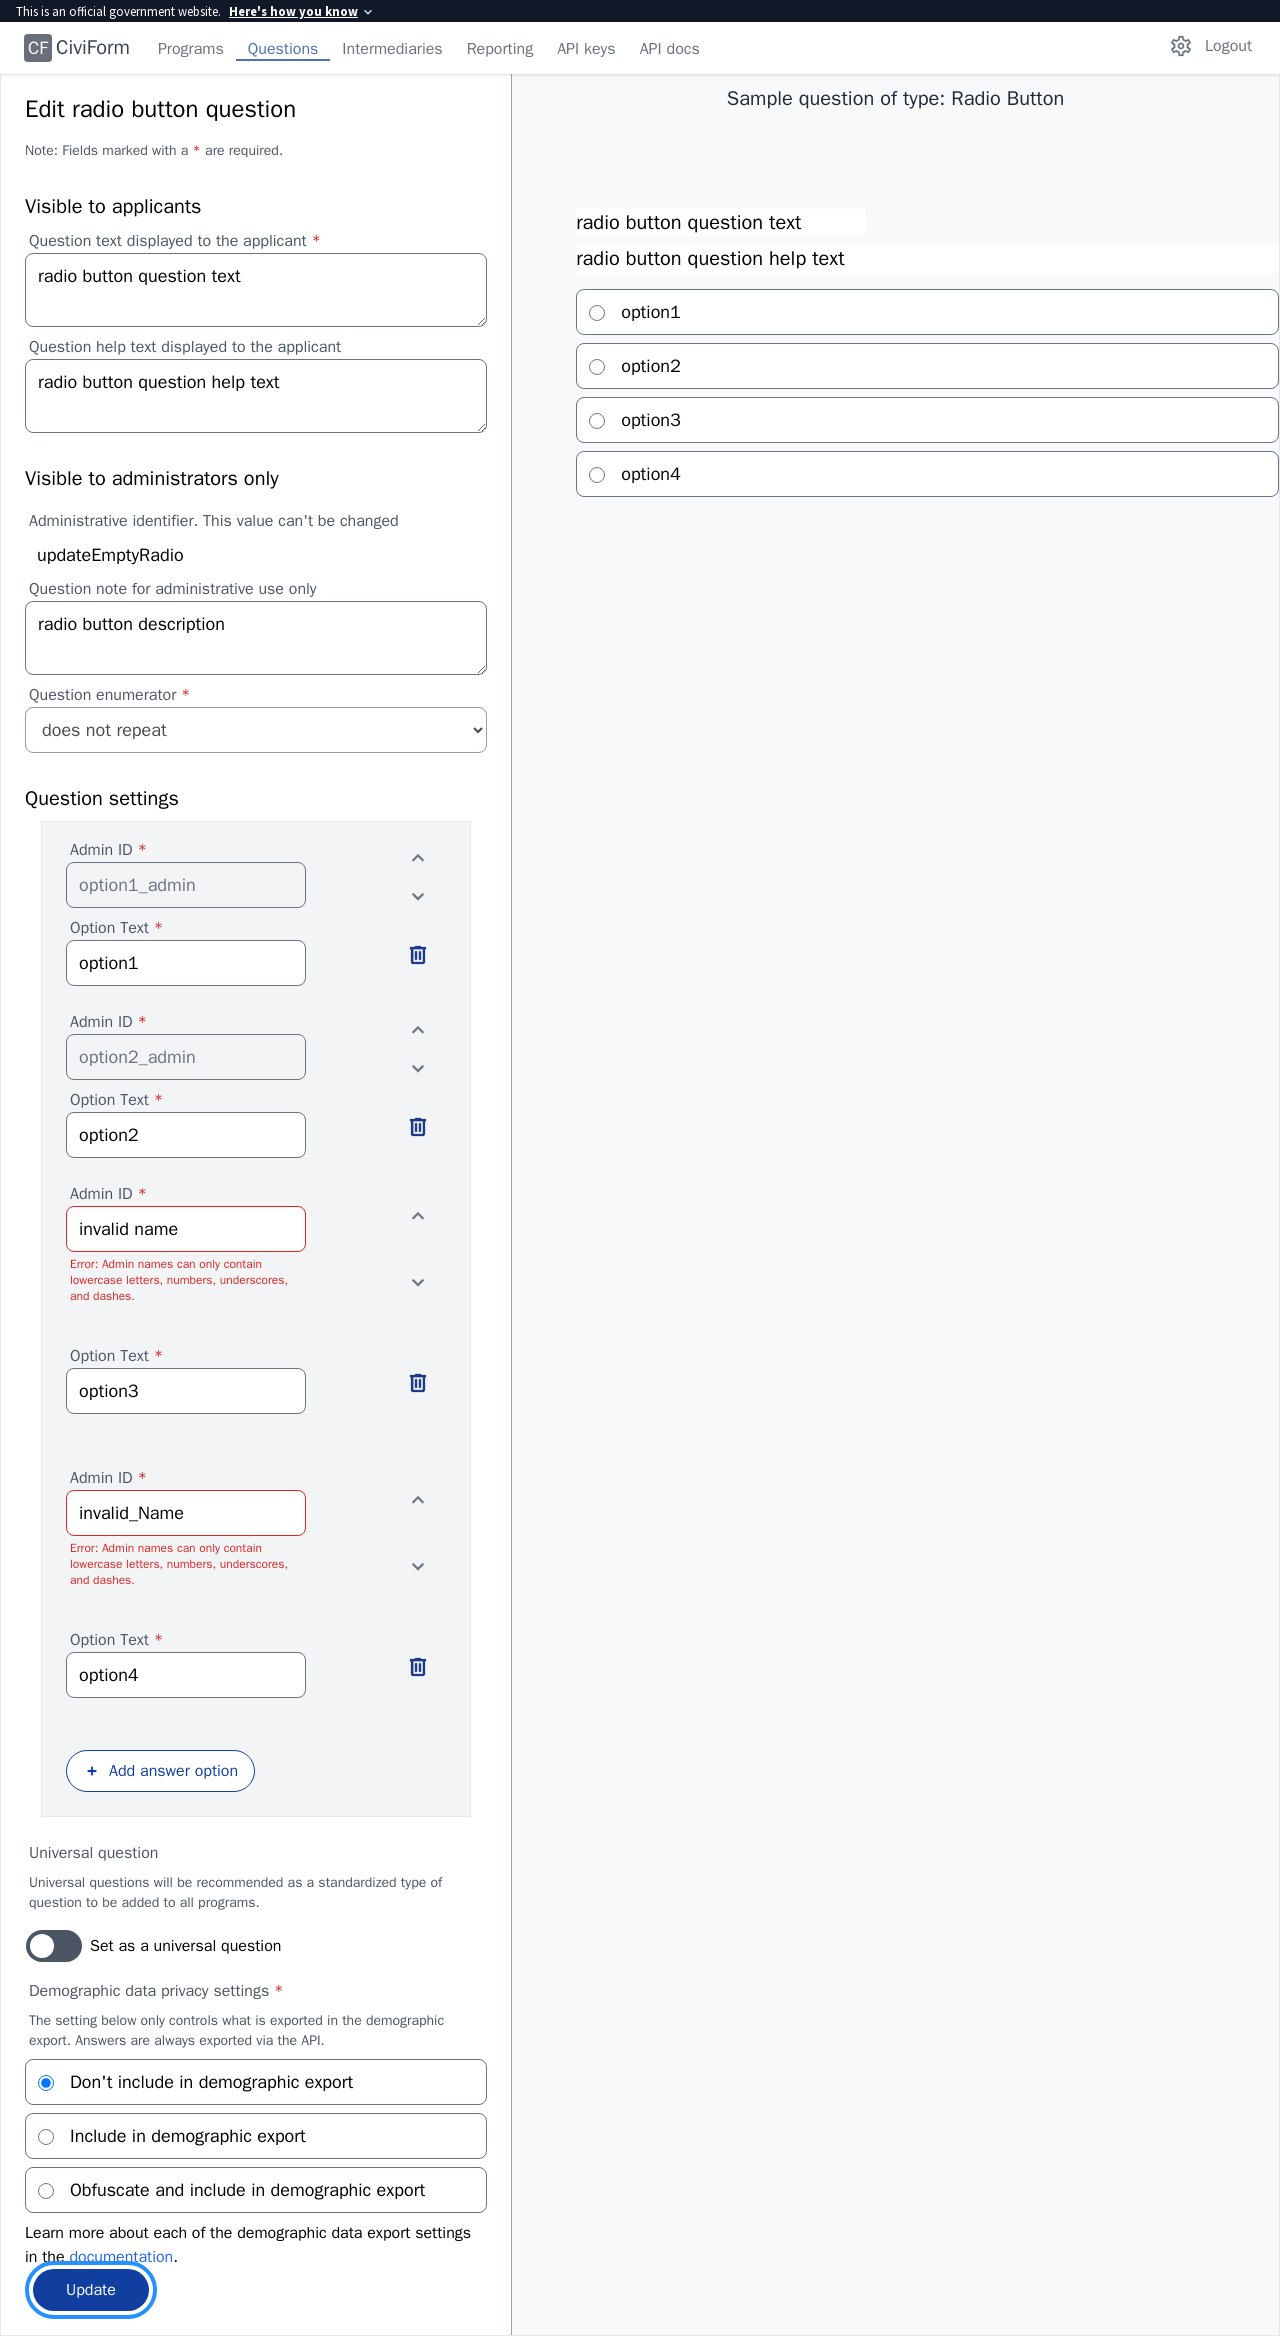 This is an official government website. Here's how you know
CF CiviForm Programs Questions Intermediaries Reporting API keys API docs Logout
Edit radio button question
Note: Fields marked with a * are required.
Visible to applicants
Question text displayed to the applicant *
radio button question text
Question help text displayed to the applicant
radio button question help text
Visible to administrators only
Administrative identifier. This value can't be changed
updateEmptyRadio
Question note for administrative use only
radio button description
Question enumerator *
does not repeat
Question settings
Admin ID *
option1_admin
Option Text *
option1
Admin ID *
option2_admin
Option Text *
option2
Admin ID *
invalid name
Error: Admin names can only contain
lowercase letters, numbers, underscores,
and dashes.
Option Text *
option3
Admin ID *
invalid_Name
Error: Admin names can only contain
lowercase letters, numbers, underscores,
and dashes.
Option Text *
option4
+ Add answer option
Universal question
Universal questions will be recommended as a standardized type of
question to be added to all programs.
Set as a universal question
Demographic data privacy settings *
The setting below only controls what is exported in the demographic
export. Answers are always exported via the API.
Don't include in demographic export
Include in demographic export
Obfuscate and include in demographic export
Learn more about each of the demographic data export settings
in the documentation.
Update
Sample question of type: Radio Button
radio button question text
radio button question help text
option1
option2
option3
option4